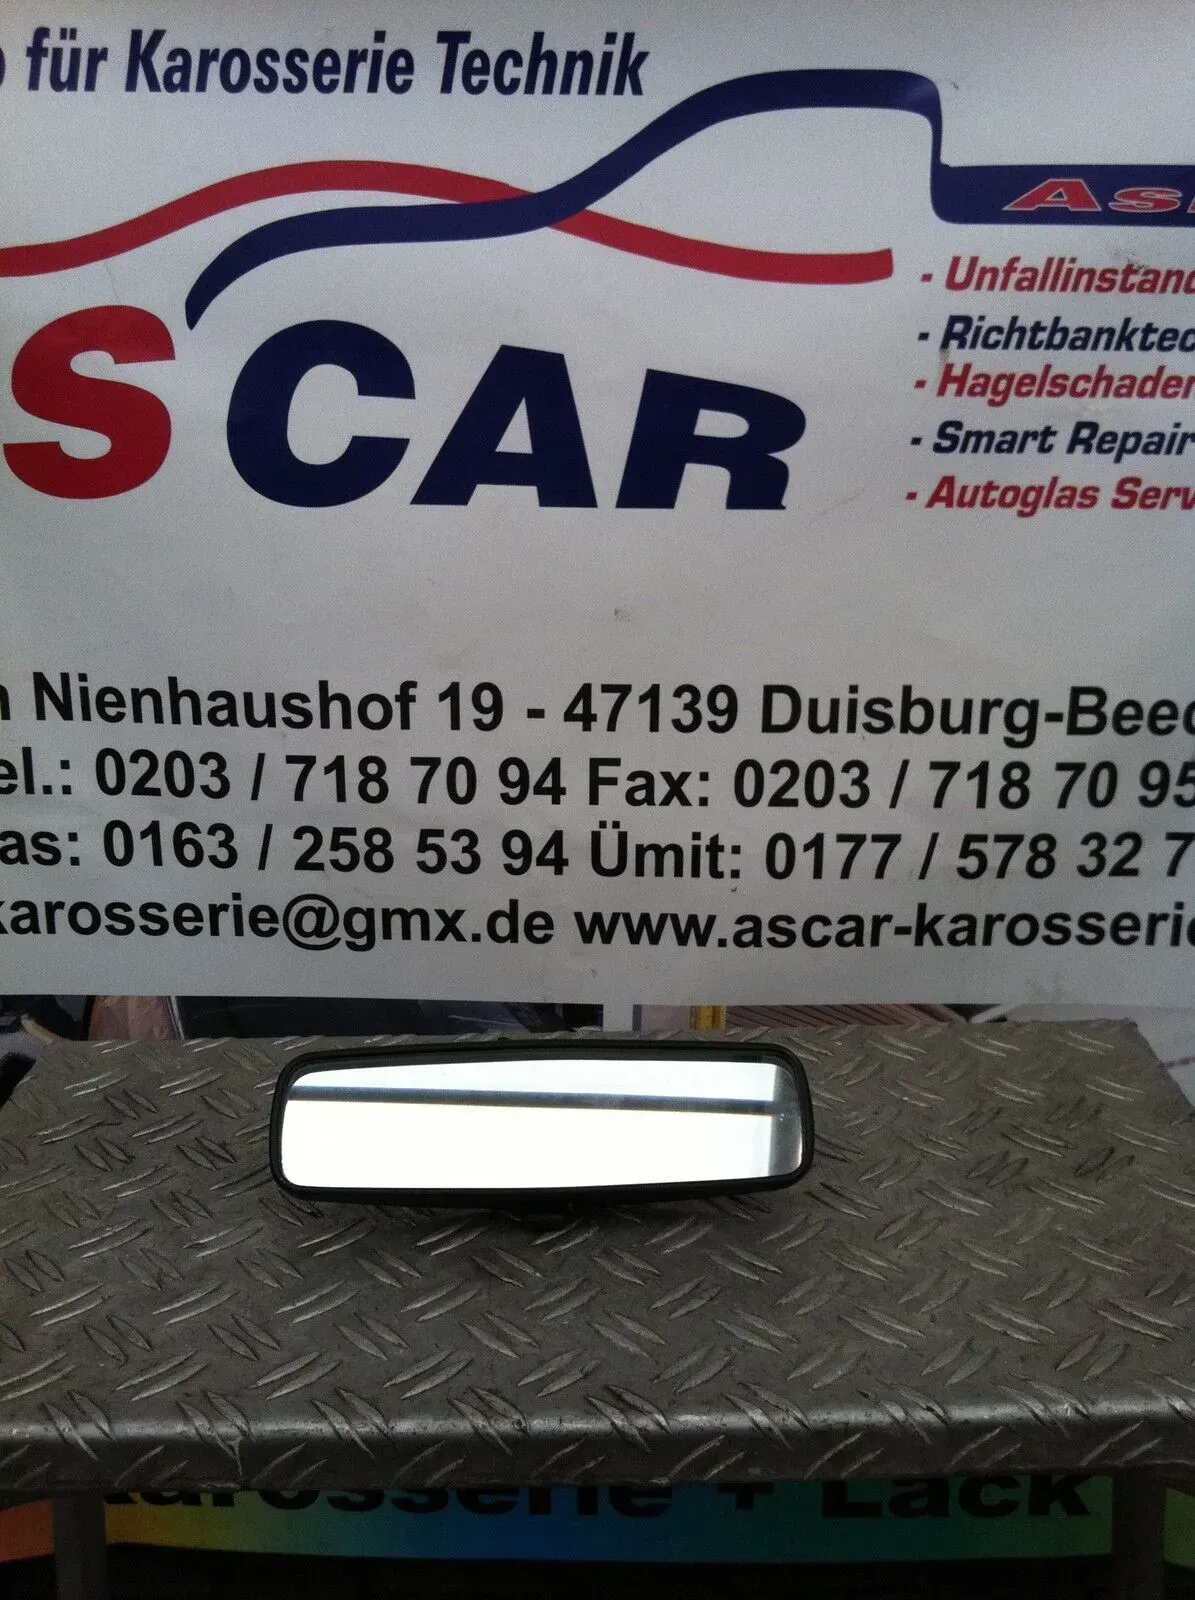 für Karosserie Technik
As
SCAR
- Unfallinstand
- Richtbanktec
- Hagelschaden
- Smart Repair
- Autoglas Serv
Nienhaushof 19 - 47139 Duisburg-Beec
el.: 0203 / 718 70 94 Fax: 0203 / 718 70 95
as: 0163 / 258 53 94 Ümit: 0177 / 578 32 7
karosserie@gmx.de www.ascar-karosserie
Karosserie + Lack